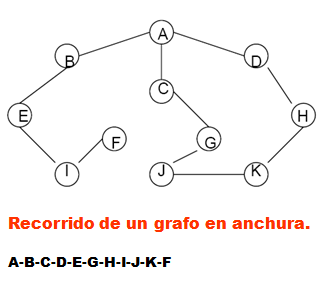 A
B
D
C
E
H
F
G
I
J
K
Recorrido de un grafo en anchura.
A-B-C-D-E-G-H-I-J-K-F